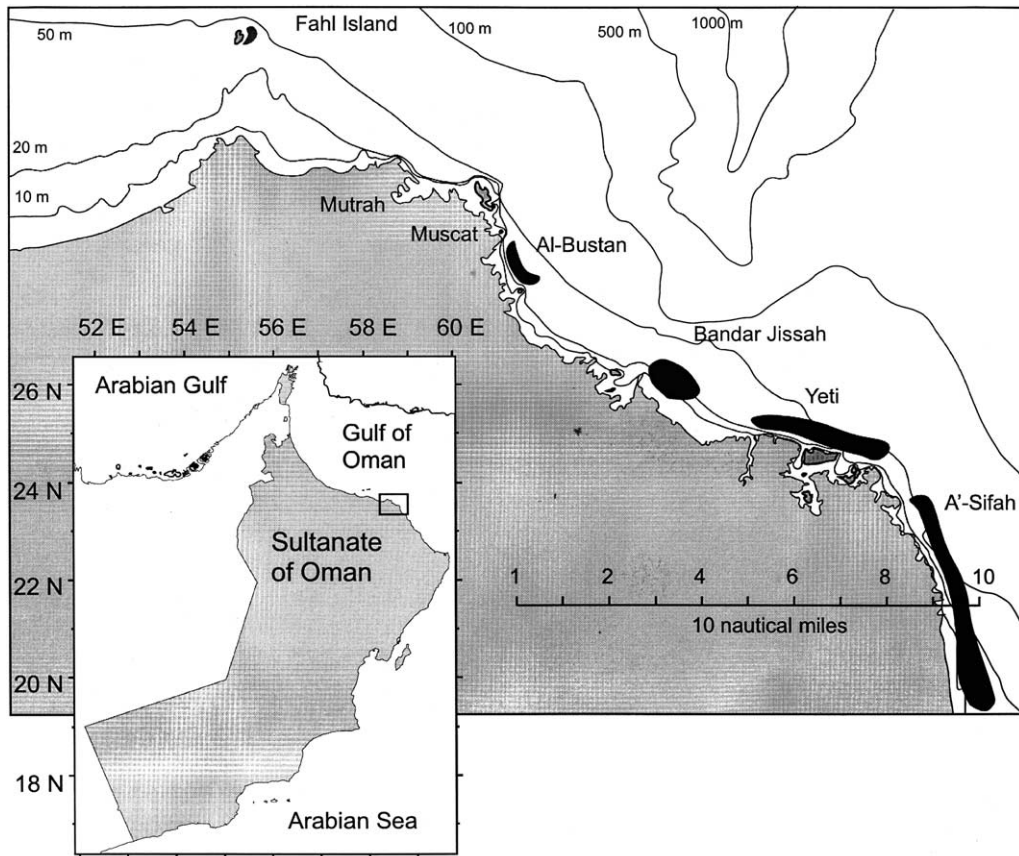 50 m
Fahl Island
100 m
500 m
1000 m
20 m
10 m
Mutrah
Muscat
Al-Bustan
Bandar Jissah
Yeti
A'-Sifah
1 2 4 6 8 10
10 nautical miles
52 E 54 E 56 E 58 E 60 E
26 N
24 N
22 N
20 N
18 N
Arabian Gulf
Gulf of
Oman
Sultanate
of Oman
Arabian Sea